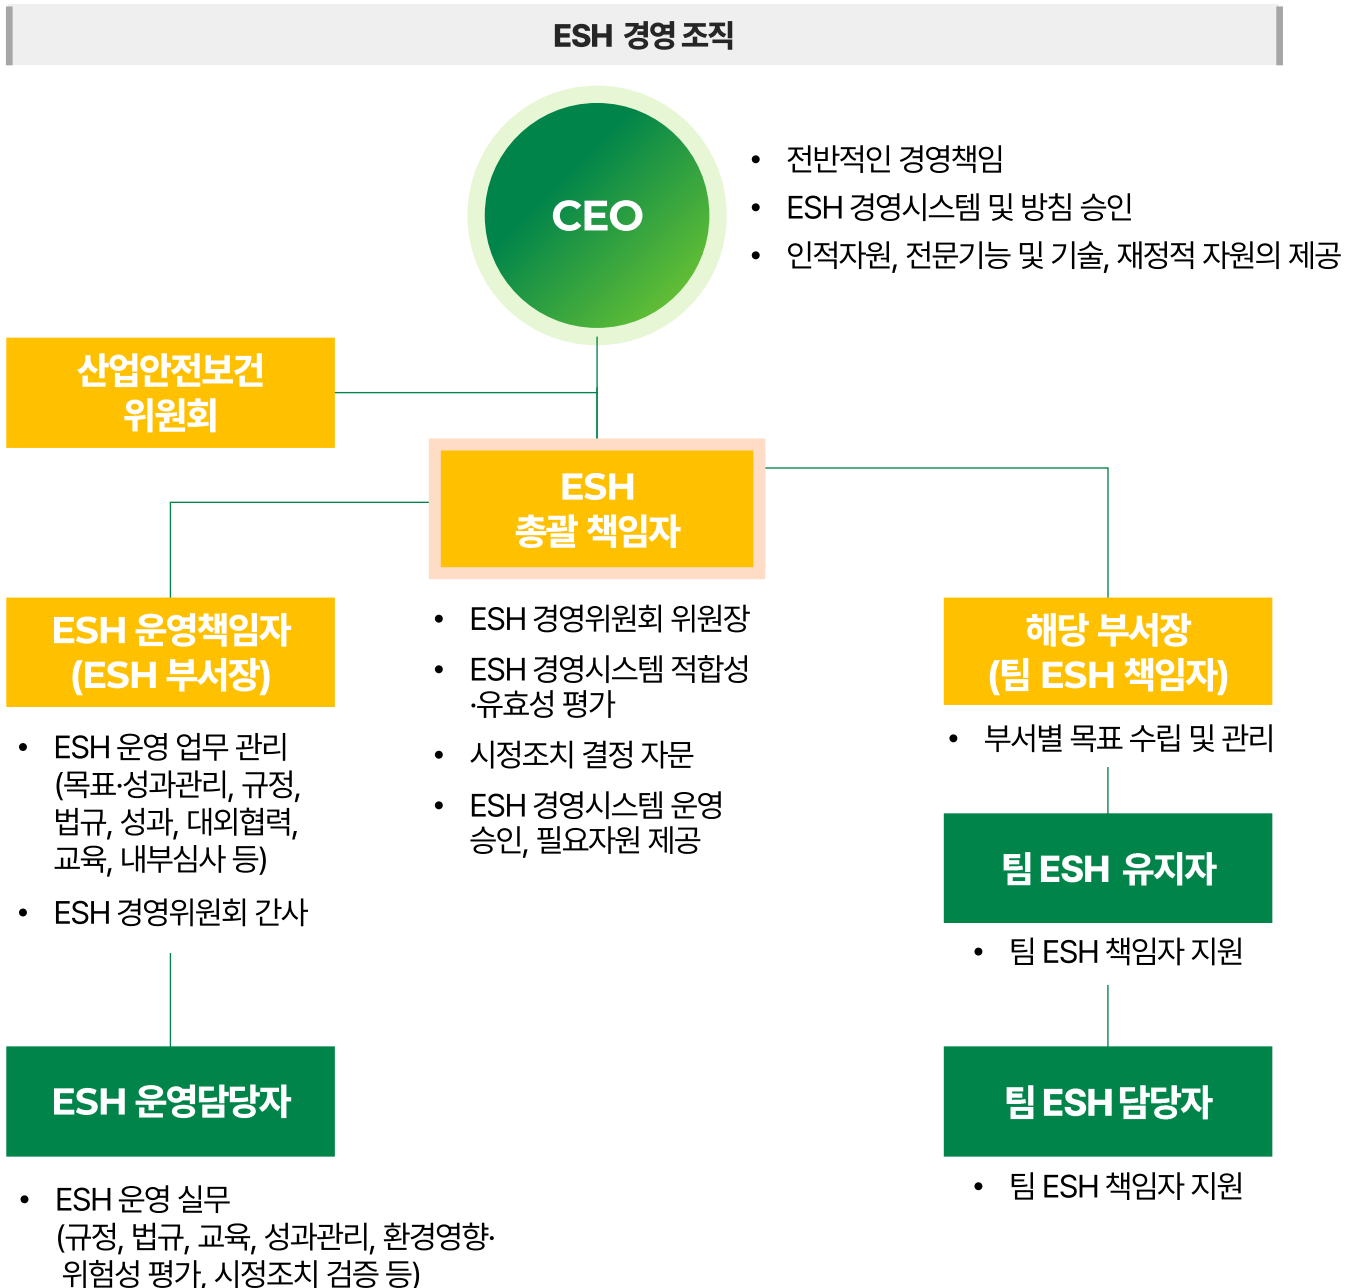 ESH 경영 조직
CEO
• 전반적인 경영책임
• ESH 경영시스템 및 방침 승인
• 인적자원, 전문기능 및 기술, 재정적 자원의 제공
산업안전보건
위원회
ESH
총괄 책임자
• ESH 경영위원회 위원장
• ESH 경영시스템 적합성
·유효성 평가
• 시정조치 결정 자문
• ESH 경영시스템 운영
승인, 필요자원 제공
ESH 운영책임자
(ESH 부서장)
• ESH 운영 업무 관리
(목표·성과관리, 규정,
법규, 성과, 대외협력,
교육, 내부심사 등)
• ESH 경영위원회 간사
ESH 운영담당자
• ESH 운영 실무
(규정, 법규, 교육, 성과관리, 환경영향·
위험성 평가, 시정조치 검증 등)
해당 부서장
(팀 ESH 책임자)
• 부서별 목표 수립 및 관리
팀 ESH 유지자
• 팀 ESH 책임자 지원
팀 ESH 담당자
• 팀 ESH 책임자 지원